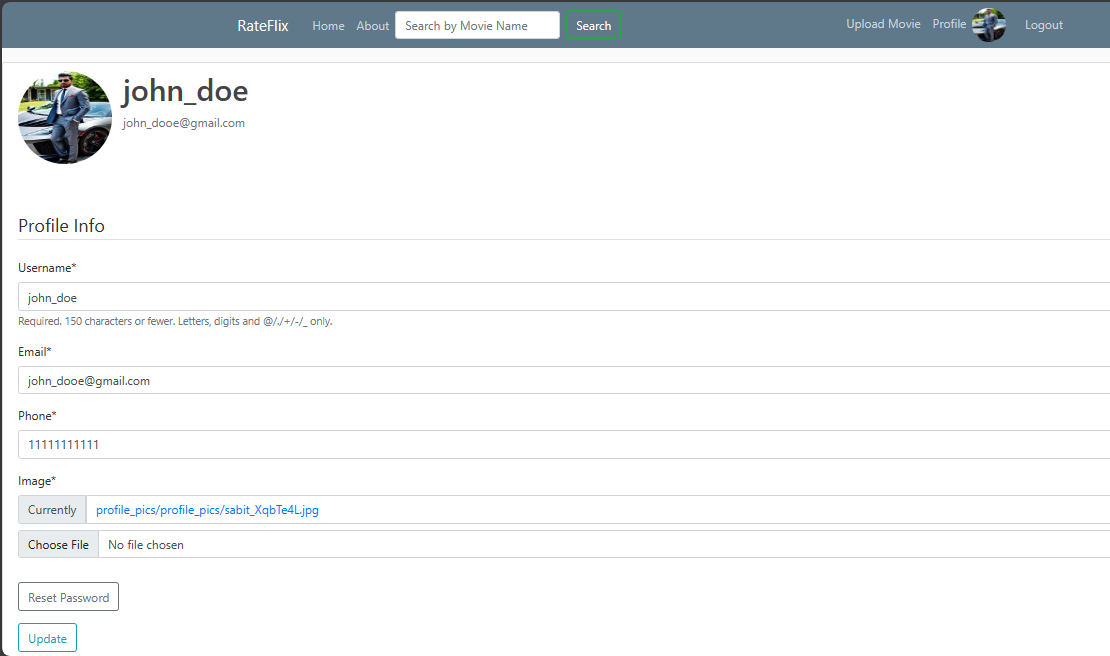 RateFlix Home About Search by Movie Name Search Upload Movie Profile Logout
john_doe
john_dooe@gmail.com
Profile Info
Username*
john_doe
Required. 150 characters or fewer. Letters, digits and @/./+/-/_ only.
Email*
john_dooe@gmail.com
Phone*
11111111111
Image*
Currently profile_pics/profile_pics/sabit_XqbTe4L.jpg
Choose File No file chosen
Reset Password
Update